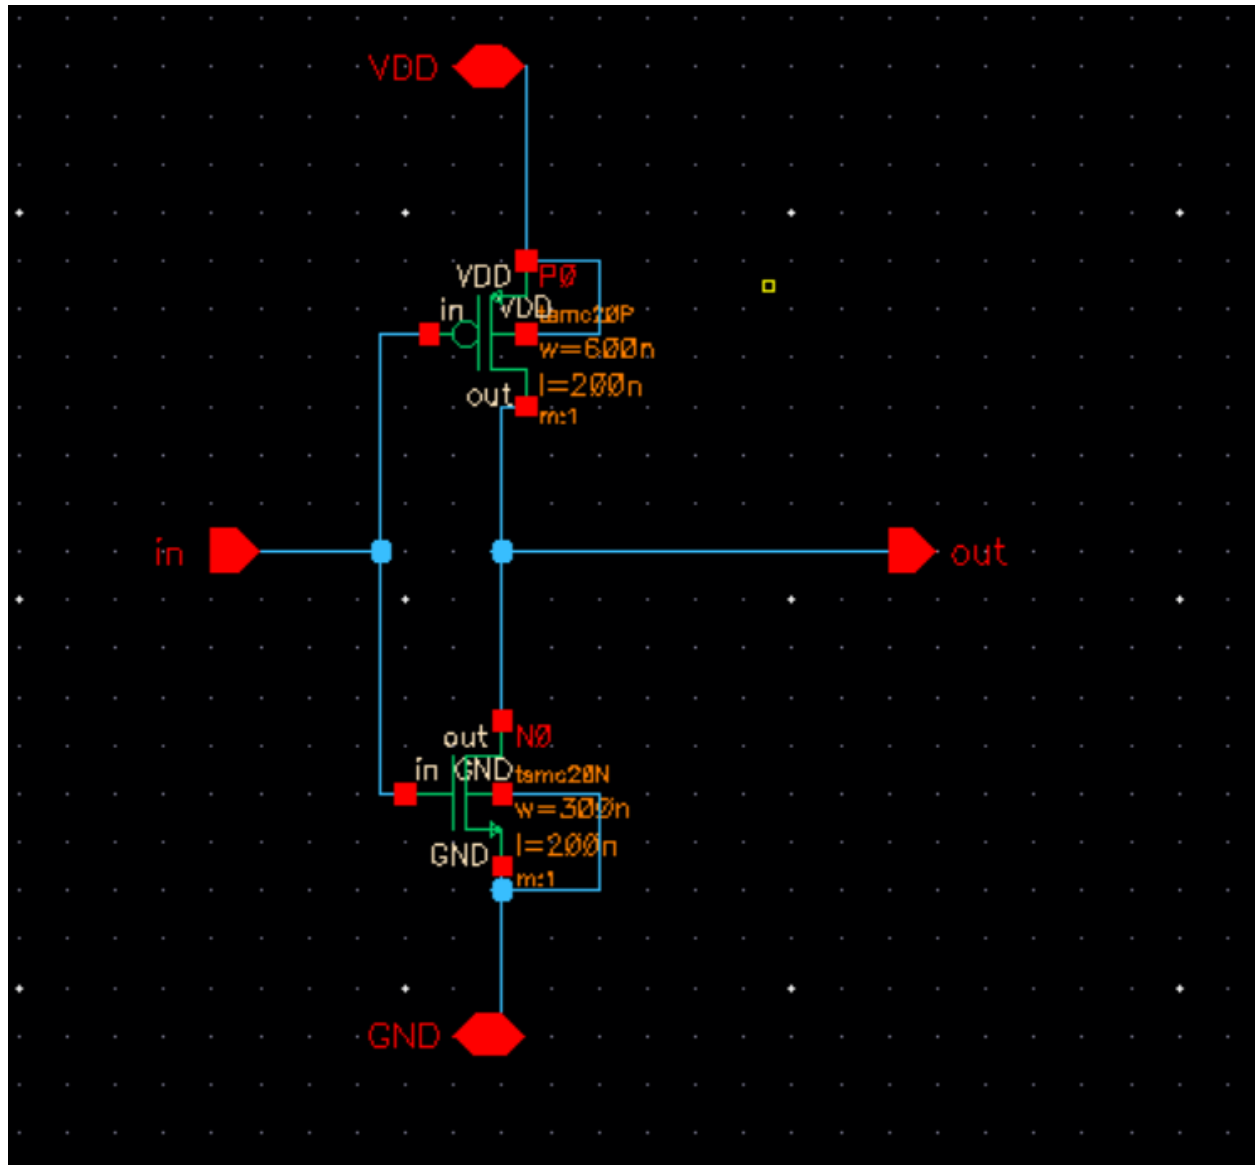 VDD
VDD
P0
in
VDD
tsmc20P
w=600n
l=200n
out
m:1
in
out
out
N0
in
GND
tsmc20N
w=300n
l=200n
GND
m:1
GND